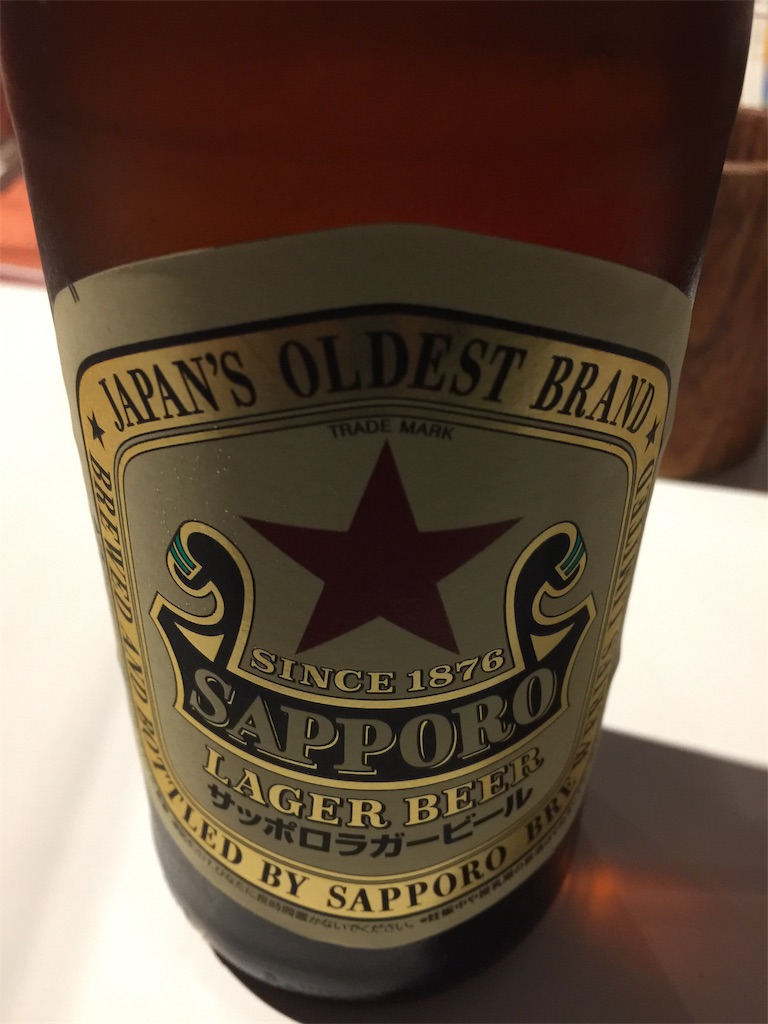 JAPAN'S OLDEST BRAND
TRADE MARK
SINCE 1876
SAPPORO
LAGER BEER
サッポロラガービール
BREWED AND BOTTLED BY SAPPORO BREW